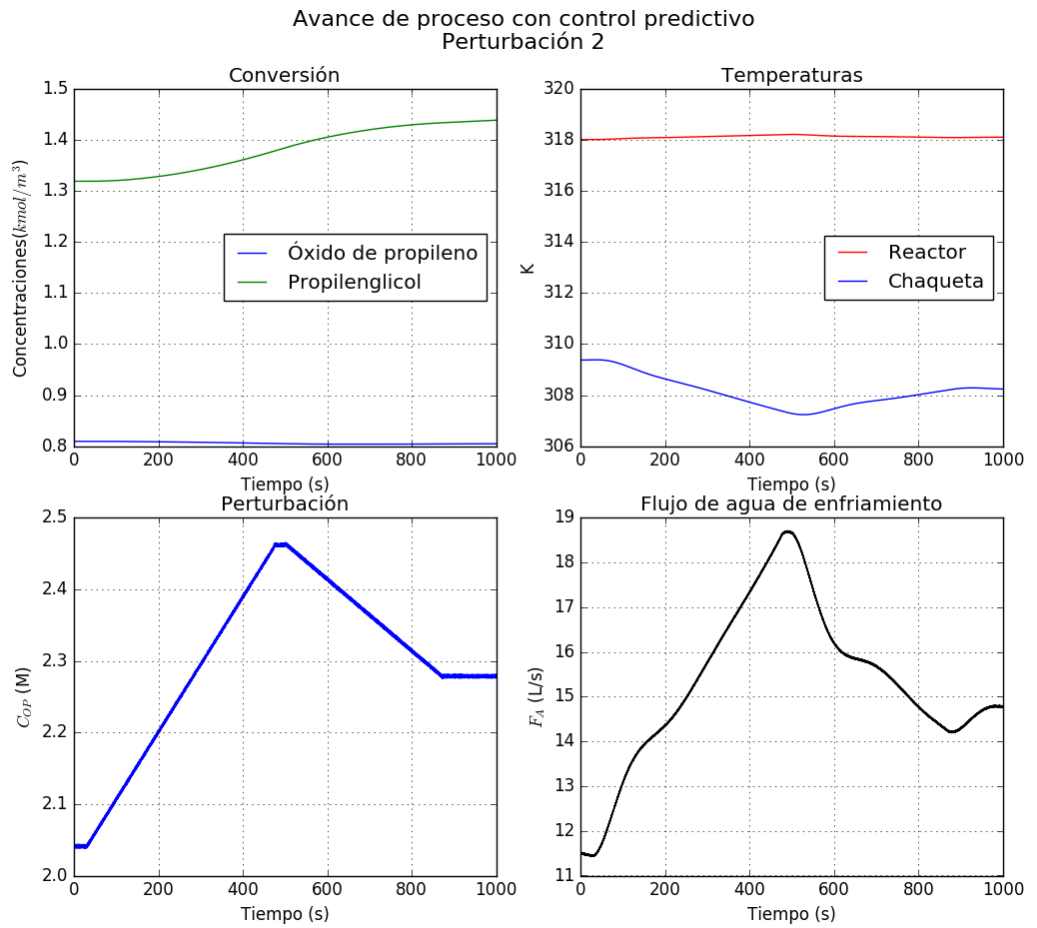 Avance de proceso con control predictivo
Perturbación 2
Conversión
1.5
1.4
1.3
1.2
1.1
1.0
0.9
0.8
Concentraciones(kmol/m³)
Óxido de propileno
Propilenglicol
0 200 400 600 800 1000
Tiempo (s)
Temperaturas
320
318
316
314
312
310
308
306
K
Reactor
Chaqueta
0 200 400 600 800 1000
Tiempo (s)
Perturbación
2.5
2.4
2.3
2.2
2.1
2.0
C_OP (M)
0 200 400 600 800 1000
Tiempo (s)
Flujo de agua de enfriamiento
19
18
17
16
15
14
13
12
11
F_A (L/s)
0 200 400 600 800 1000
Tiempo (s)